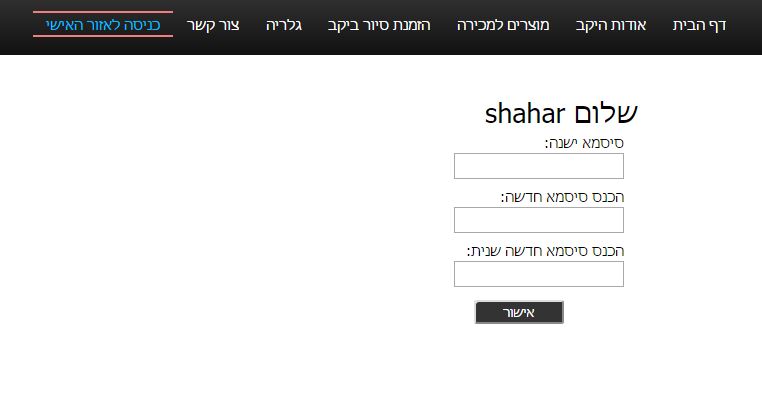 דף הבית אודות היקב מוצרים למכירה הזמנת סיור ביקב גלריה צור קשר כניסה לאזור האישי
שלום shahar
סיסמא ישנה:
הכנס סיסמא חדשה:
הכנס סיסמא חדשה שנית:
אישור